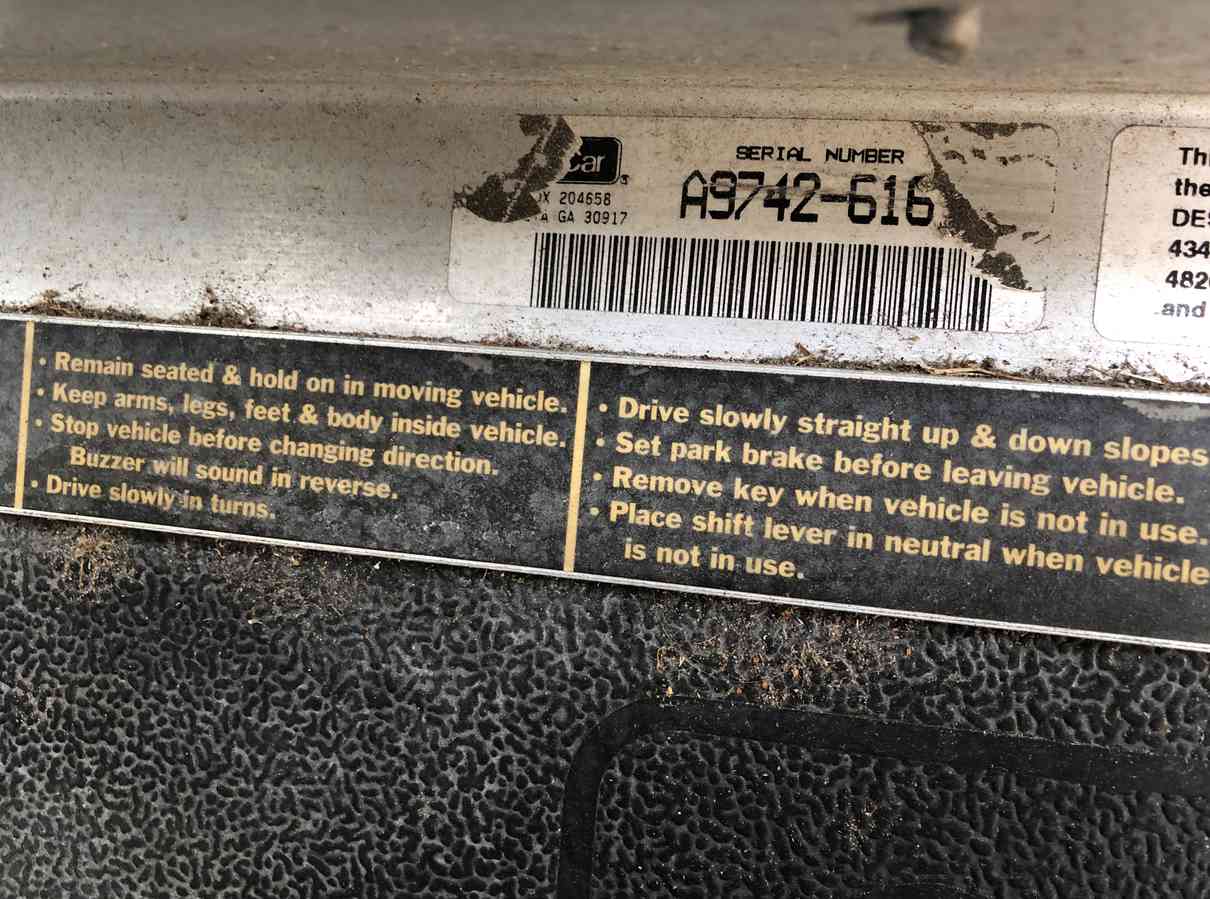 Car
204658
GA 30917
SERIAL NUMBER
A9742-616
the
434
and
• Remain seated & hold on in moving vehicle.
• Keep arms, legs, feet & body inside vehicle.
• Stop vehicle before changing direction.
Buzzer will sound in reverse.
• Drive slowly in turns.
• Drive slowly straight up & down slopes
• Set park brake before leaving vehicle.
• Remove key when vehicle is not in use.
• Place shift lever in neutral when vehicle
is not in use.